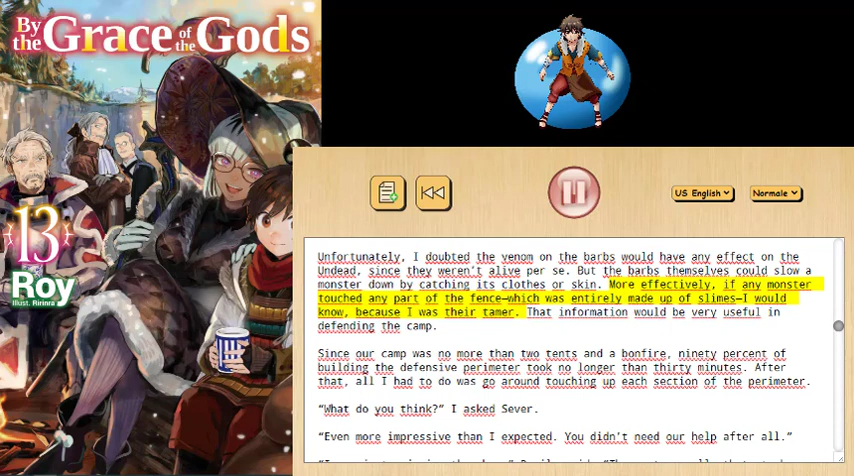 By
the Grace of the Gods
13
Roy
Illust. Ririnra
US English
Normale
Unfortunately, I doubted the venom on the barbs would have any effect on the
Undead, since they weren't alive per se. But the barbs themselves could slow a
monster down by catching its clothes or skin. More effectively, if any monster
touched any part of the fence—which was entirely made up of slimes—I would
know, because I was their tamer. That information would be very useful in
defending the camp.
Since our camp was no more than two tents and a bonfire, ninety percent of
building the defensive perimeter took no longer than thirty minutes. After
that, all I had to do was go around touching up each section of the perimeter.
“What do you think?” I asked Sever.
“Even more impressive than I expected. You didn't need our help after all.”